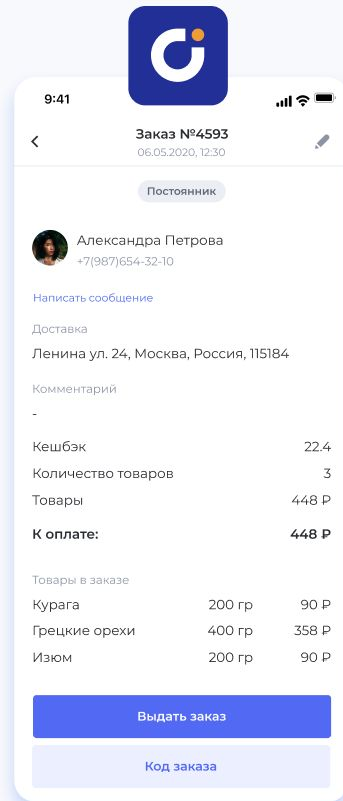 9:41
Заказ №4593
06.05.2020, 12:30
Постоянник
Александра Петрова
+7(987)654-32-10
Написать сообщение
Доставка
Ленина ул. 24, Москва, Россия, 115184
Комментарий
-
Кешбэк 22.4
Количество товаров 3
Товары 448 ₽
К оплате: 448 ₽
Товары в заказе
Курага 200 гр 90 ₽
Грецкие орехи 400 гр 358 ₽
Изюм 200 гр 90 ₽
Выдать заказ
Код заказа